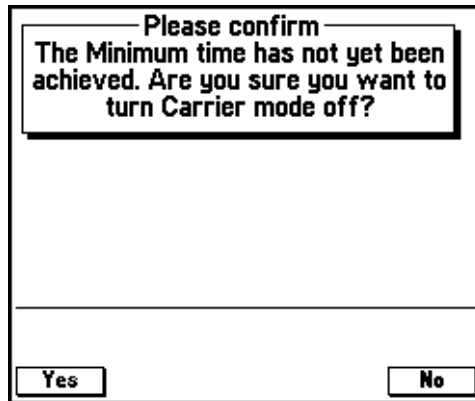 Please confirm
The Minimum time has not yet been
achieved. Are you sure you want to
turn Carrier mode off?
Yes
No